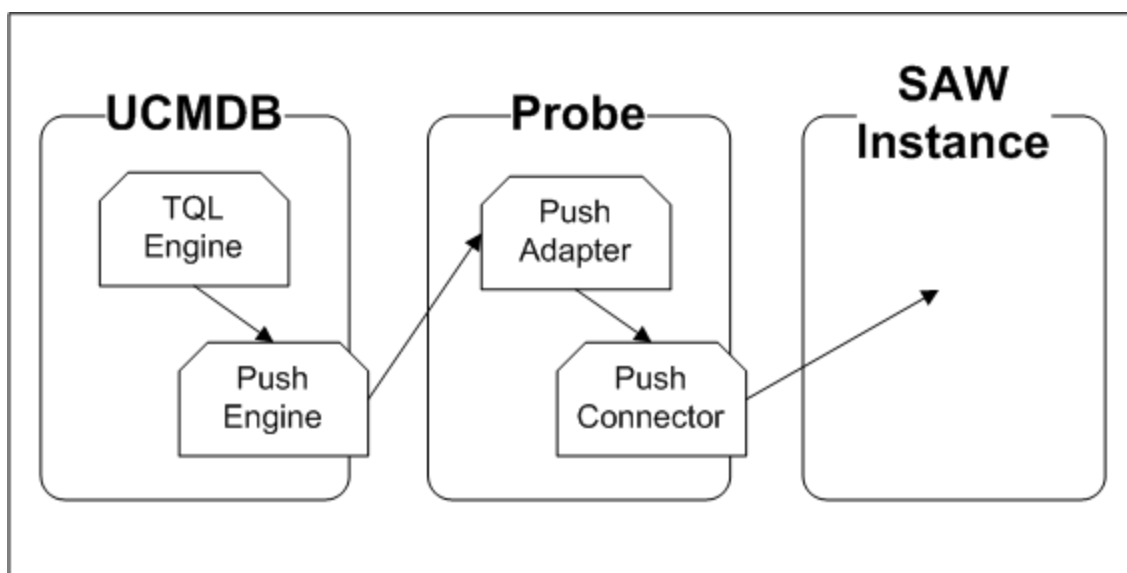 UCMDB
TQL
Engine
Push
Engine
Probe
Push
Adapter
Push
Connector
SAW
Instance